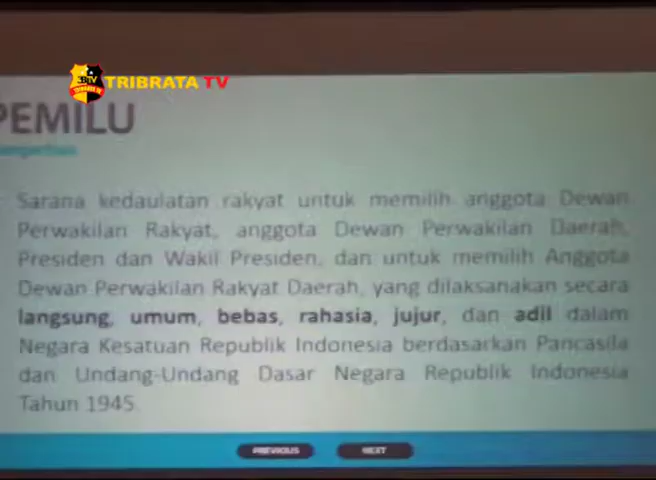 TRIBRATA TV
PEMILU
Sarana kedaulatan rakyat untuk memilih anggota Dewan
Perwakilan Rakyat, anggota Dewan Perwakilan Daerah,
Presiden dan Wakil Presiden, dan untuk memilih Anggota
Dewan Perwakilan Rakyat Daerah, yang dilaksanakan secara
langsung, umum, bebas, rahasia, jujur, dan adil dalam
Negara Kesatuan Republik Indonesia berdasarkan Pancasila
dan Undang-Undang Dasar Negara Republik Indonesia
Tahun 1945
PREVIOUS NEXT